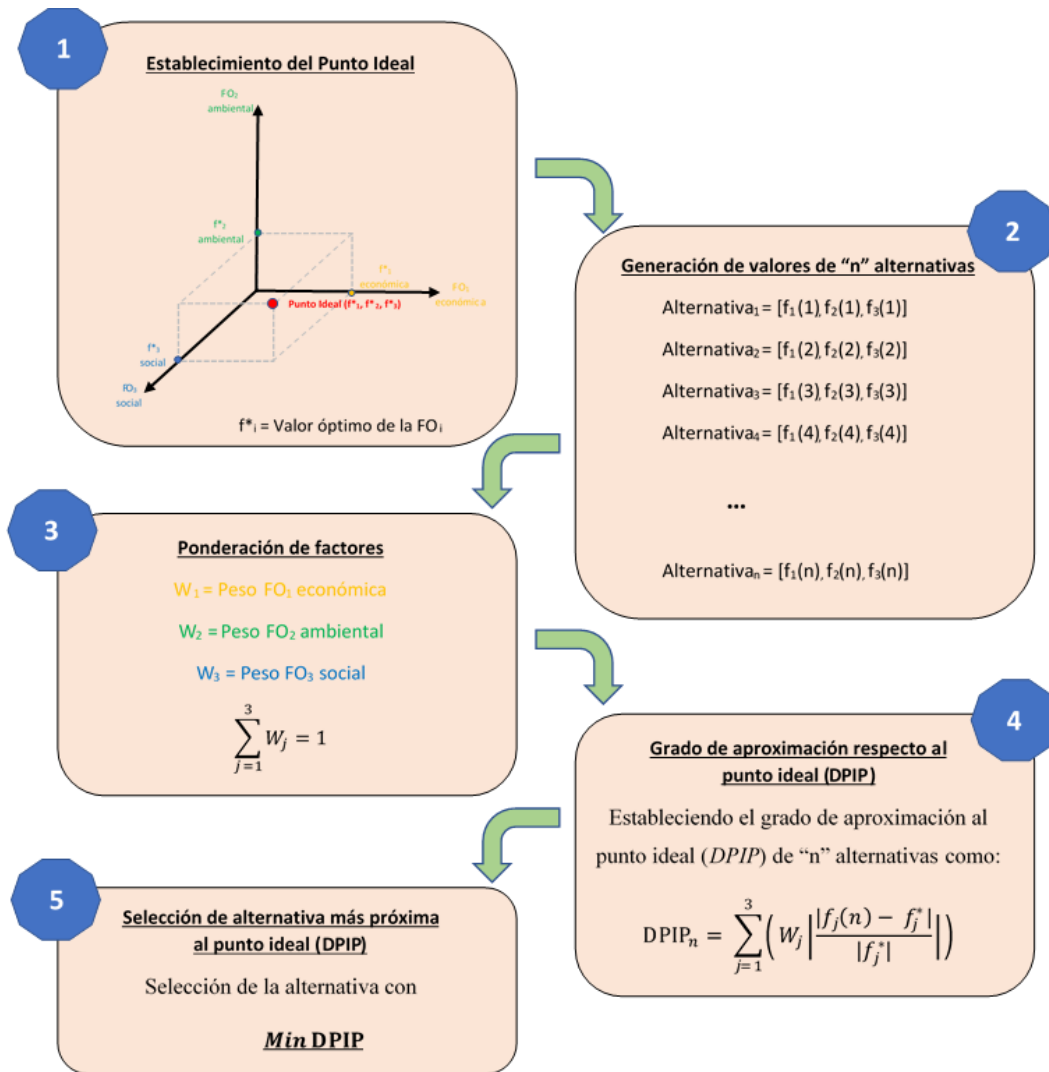 1
Establecimiento del Punto Ideal
FO₂
ambiental
f*₂
ambiental
f*₁
económica
FO₁
económica
Punto Ideal (f*₁, f*₂, f*₃)
f*₃
social
FO₃
social
f*ᵢ = Valor óptimo de la FOᵢ
2
Generación de valores de “n” alternativas
Alternativa₁ = [f₁(1), f₂(1), f₃(1)]
Alternativa₂ = [f₁(2), f₂(2), f₃(2)]
Alternativa₃ = [f₁(3), f₂(3), f₃(3)]
Alternativa₄ = [f₁(4), f₂(4), f₃(4)]
...
Alternativaₙ = [f₁(n), f₂(n), f₃(n)]
3
Ponderación de factores
W₁ = Peso FO₁ económica
W₂ = Peso FO₂ ambiental
W₃ = Peso FO₃ social
∑_{j=1}^{3} W_j = 1
4
Grado de aproximación respecto al
punto ideal (DPIP)
Estableciendo el grado de aproximación al
punto ideal (DPIP) de “n” alternativas como:
DPIPₙ = ∑_{j=1}^{3} ( W_j | |f_j(n) − f_j^*| / |f_j^*| | )
5
Selección de alternativa más próxima
al punto ideal (DPIP)
Selección de la alternativa con
Min DPIP